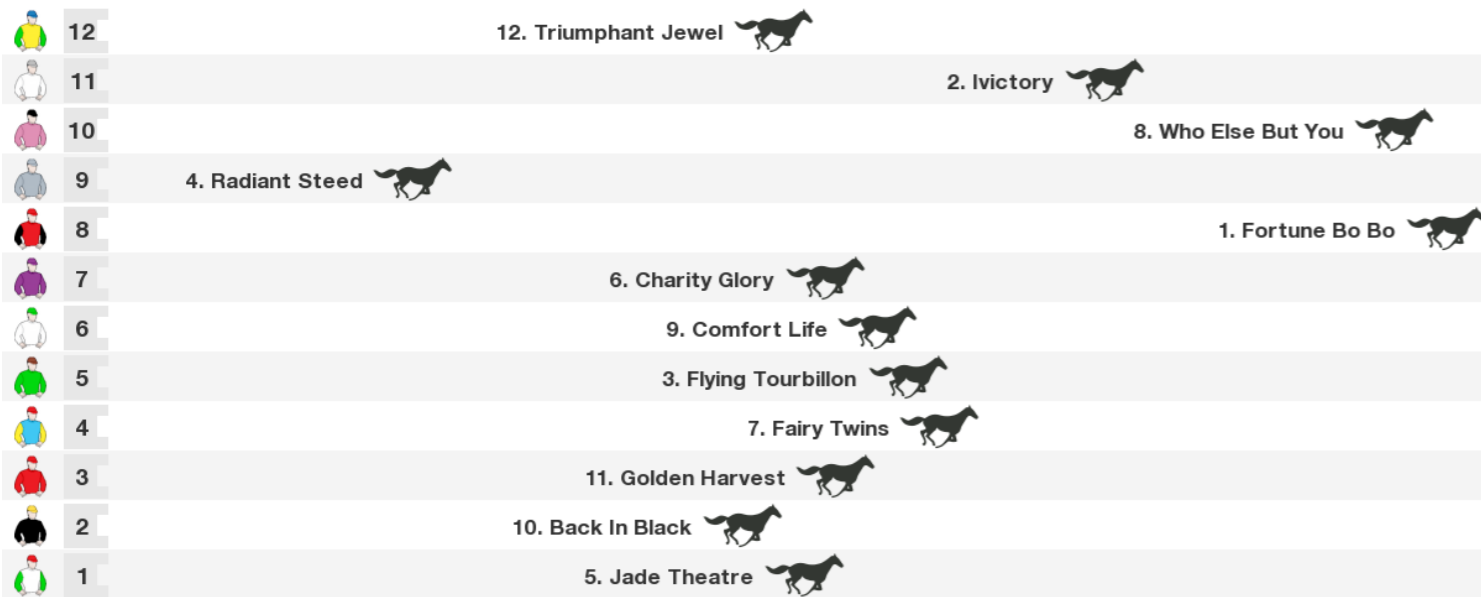 12 12. Triumphant Jewel
11 2. Ivictory
10 8. Who Else But You
9 4. Radiant Steed
8 1. Fortune Bo Bo
7 6. Charity Glory
6 9. Comfort Life
5 3. Flying Tourbillon
4 7. Fairy Twins
3 11. Golden Harvest
2 10. Back In Black
1 5. Jade Theatre